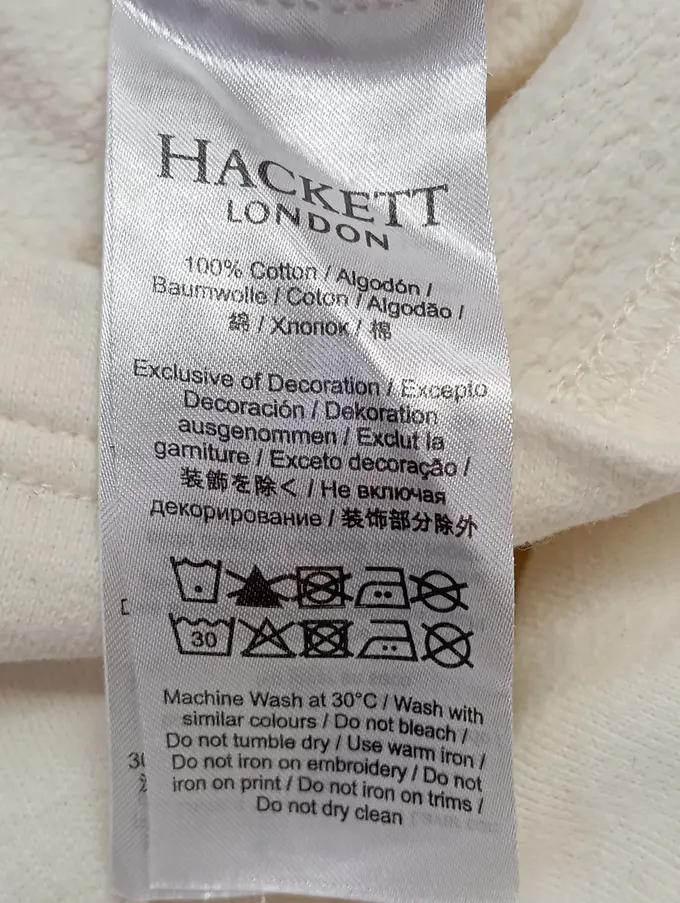 HACKETT
LONDON
100% Cotton / Algodón /
Baumwolle / Coton / Algodão /
綿 / Хлопок / 棉
Exclusive of Decoration / Excepto
Decoración / Dekoration
ausgenommen / Exclut la
garniture / Exceto decoração /
装飾を除く / Не включая
декорирование / 装饰部分除外
30
Machine Wash at 30°C / Wash with
similar colours / Do not bleach /
Do not tumble dry / Use warm iron /
Do not iron on embroidery / Do not
iron on print / Do not iron on trims /
Do not dry clean